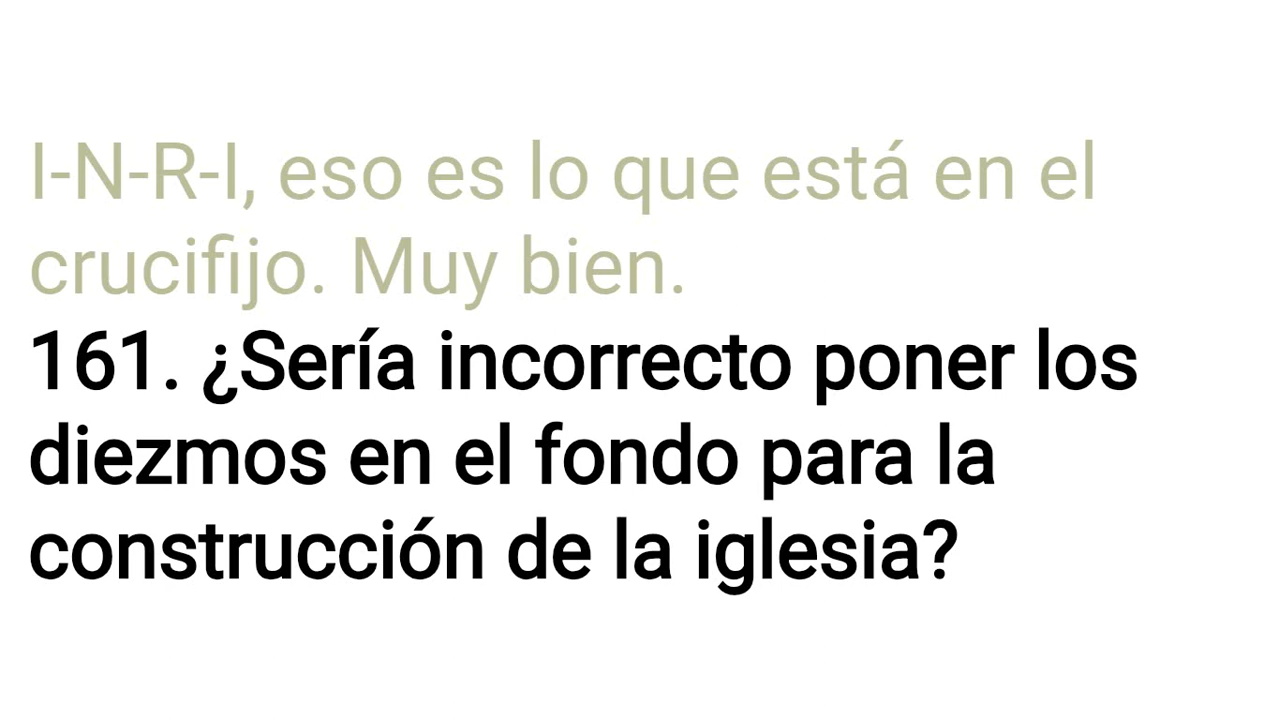 I-N-R-I, eso es lo que está en el
crucifijo. Muy bien.
161. ¿Sería incorrecto poner los
diezmos en el fondo para la
construcción de la iglesia?